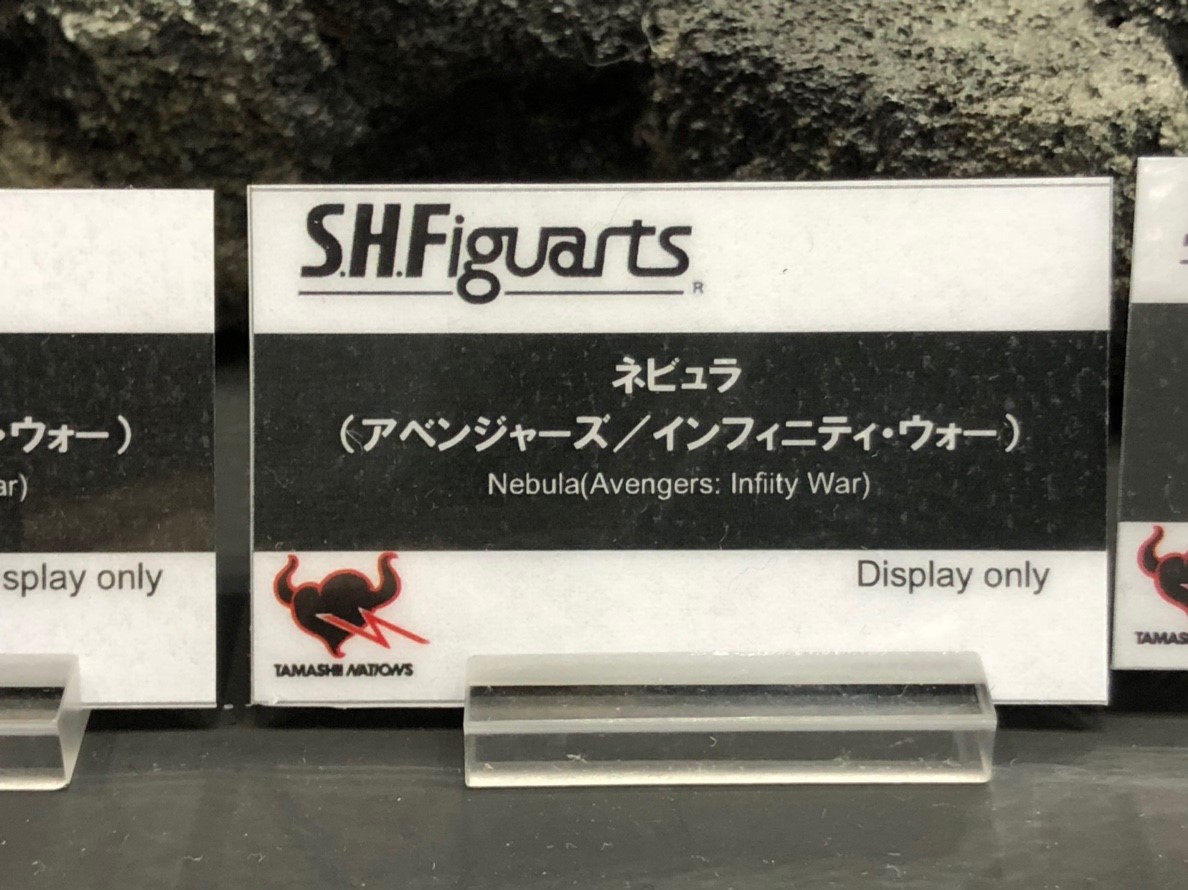 S.H.Figuarts
R
ネビュラ
(アベンジャーズ／インフィニティ・ウォー)
Nebula(Avengers: Infiity War)
Display only
TAMASHII NATIONS
・ウォー)
ar)
splay only
TAMAS